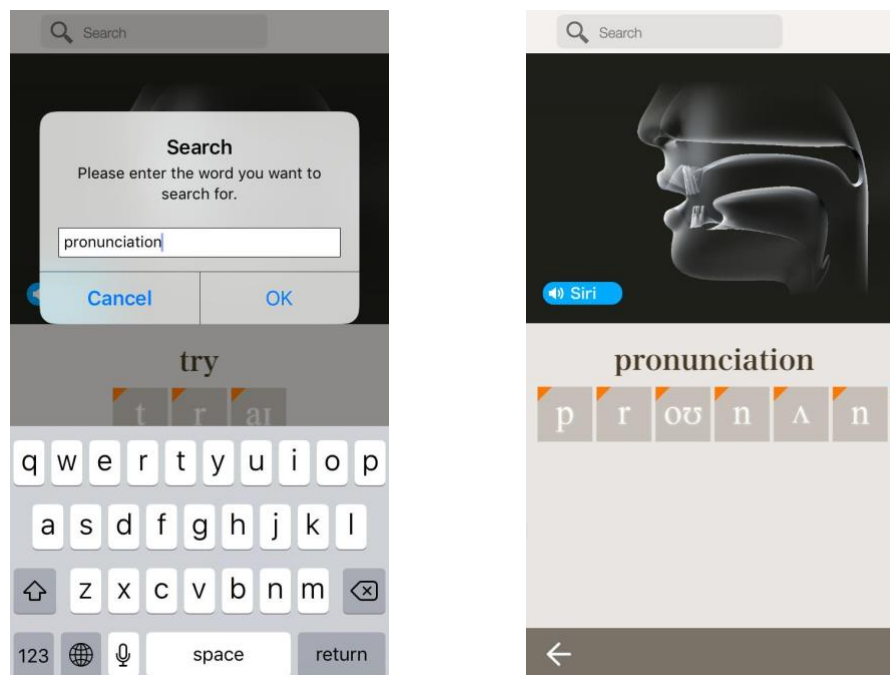 Search
Search
Please enter the word you want to
search for.
pronunciation
Cancel
OK
try
t r aɪ
q w e r t y u i o p
a s d f g h j k l
z x c v b n m
123
space
return
Search
Siri
pronunciation
p r oʊ n ʌ n